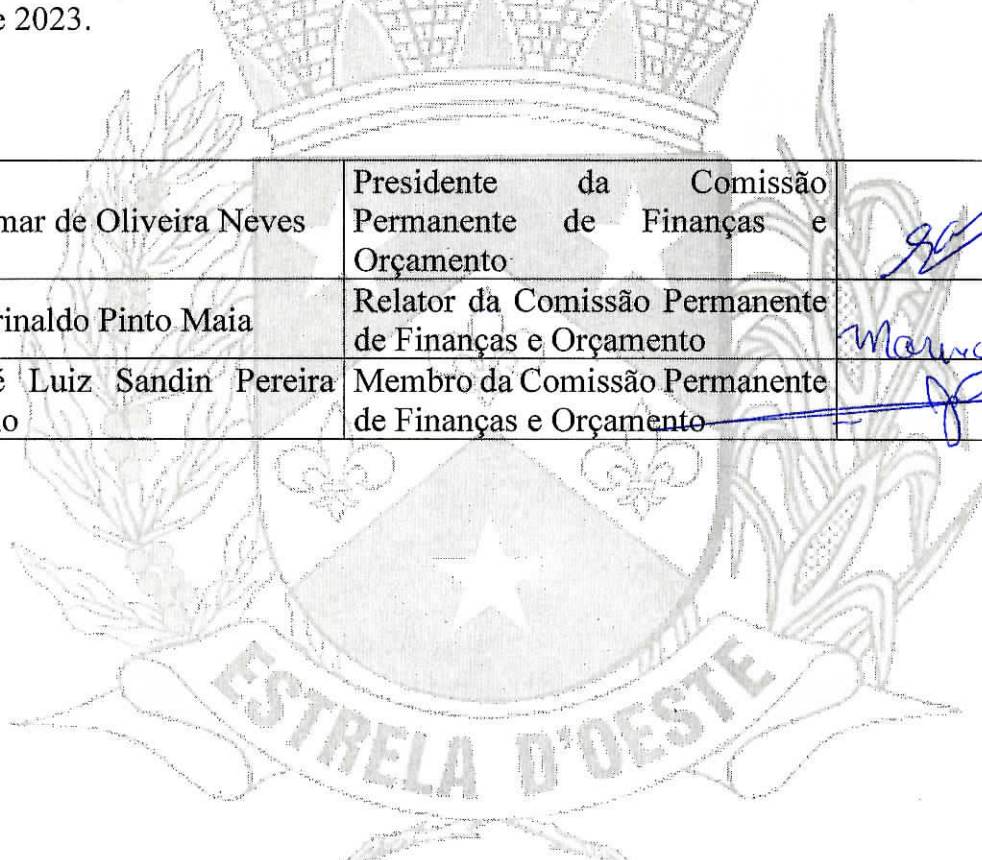 e 2023.
mar de Oliveira Neves
Presidente da Comissão
Permanente de Finanças e
Orçamento
rinaldo Pinto Maia
Relator da Comissão Permanente
de Finanças e Orçamento
é Luiz Sandin Pereira
o
Membro da Comissão Permanente
de Finanças e Orçamento
ESTRELA D'OESTE